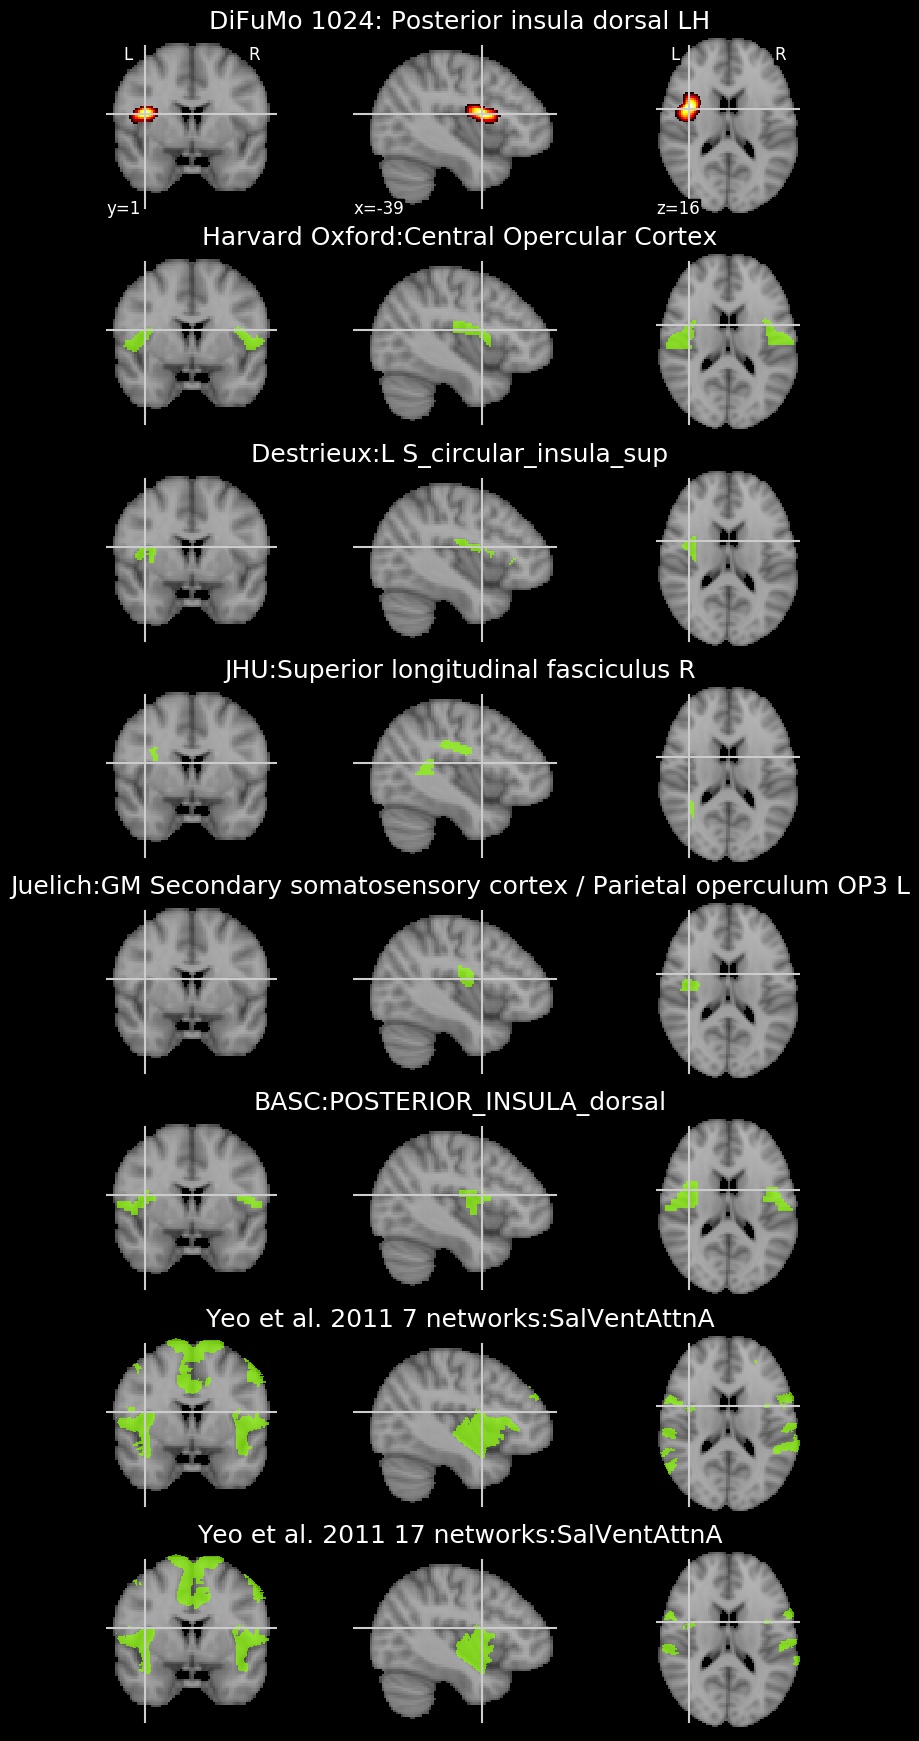 DiFuMo 1024: Posterior insula dorsal LH
L R L R
y=1 x=-39 z=16
Harvard Oxford:Central Opercular Cortex
Destrieux:L S_circular_insula_sup
JHU:Superior longitudinal fasciculus R
Juelich:GM Secondary somatosensory cortex / Parietal operculum OP3 L
BASC:POSTERIOR_INSULA_dorsal
Yeo et al. 2011 7 networks:SalVentAttnA
Yeo et al. 2011 17 networks:SalVentAttnA